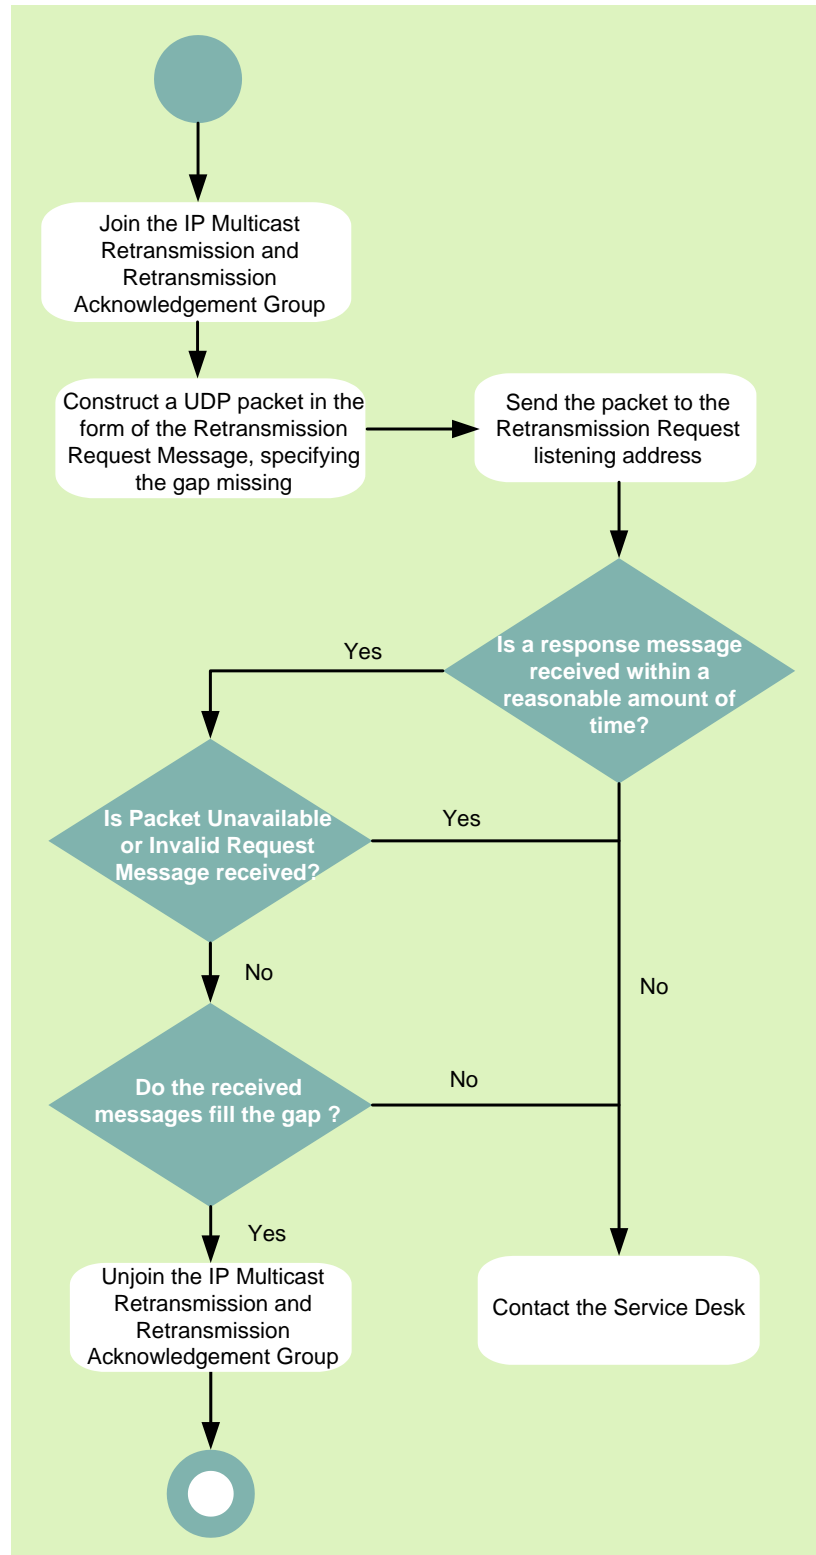 Join the IP Multicast
Retransmission and
Retransmission
Acknowledgement Group
Construct a UDP packet in the
form of the Retransmission
Request Message, specifying
the gap missing
Send the packet to the
Retransmission Request
listening address
Is a response message
received within a
reasonable amount of
time?
Yes
Is Packet Unavailable
or Invalid Request
Message received?
Yes
No
No
Do the received
messages fill the gap ?
No
Yes
Unjoin the IP Multicast
Retransmission and
Retransmission
Acknowledgement Group
Contact the Service Desk